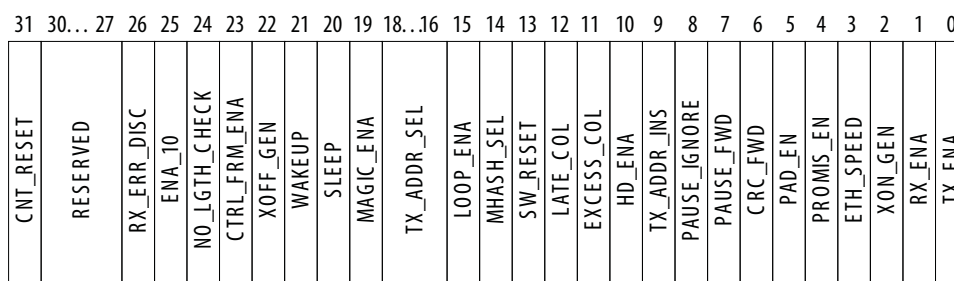 31 30... 27 26 25 24 23 22 21 20 19 18...16 15 14 13 12 11 10 9 8 7 6 5 4 3 2 1 0
CNT_RESET
RESERVED
RX_ERR_DISC
ENA_10
NO_LGTH_CHECK
CTRL_FRM_ENA
XOFF_GEN
WAKEUP
SLEEP
MAGIC_ENA
TX_ADDR_SEL
LOOP_ENA
MHASH_SEL
SW_RESET
LATE_COL
EXCESS_COL
HD_ENA
TX_ADDR_INS
PAUSE_IGNORE
PAUSE_FWD
CRC_FWD
PAD_EN
PROMIS_EN
ETH_SPEED
XON_GEN
RX_ENA
TX_ENA